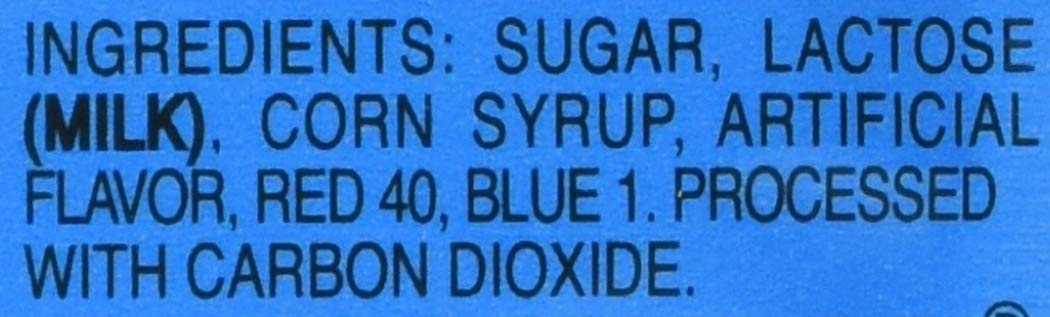 INGREDIENTS: SUGAR, LACTOSE
(MILK), CORN SYRUP, ARTIFICIAL
FLAVOR, RED 40, BLUE 1. PROCESSED
WITH CARBON DIOXIDE.